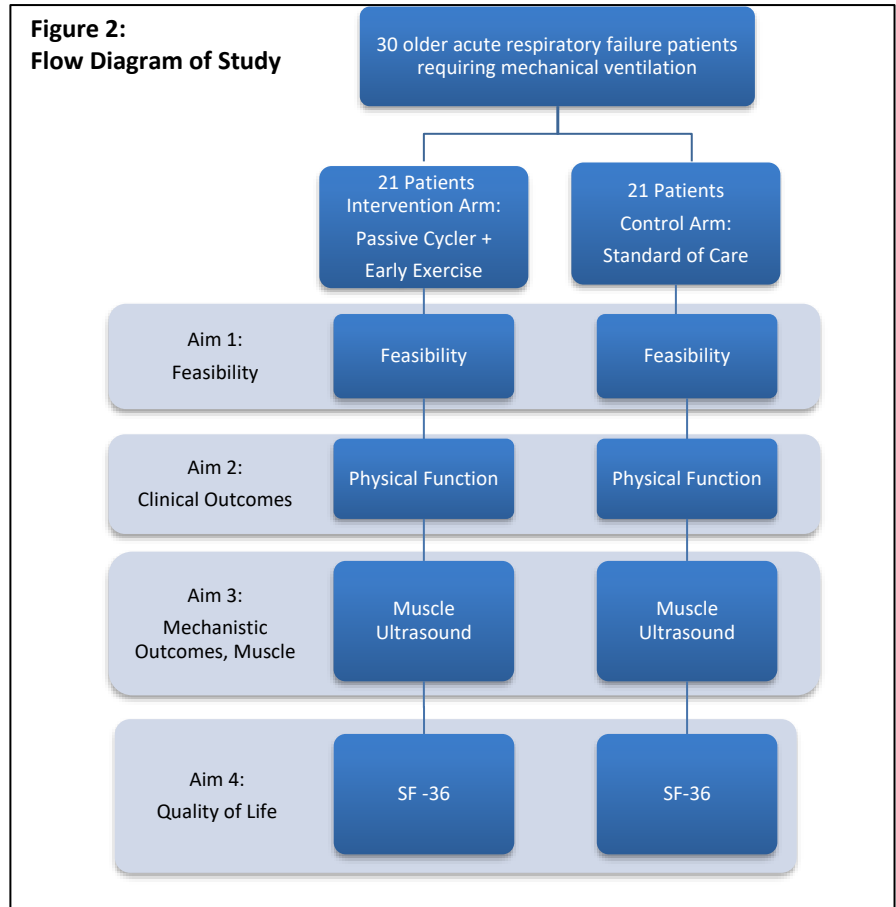 Figure 2:
Flow Diagram of Study
30 older acute respiratory failure patients
requiring mechanical ventilation
21 Patients
Intervention Arm:
Passive Cycler +
Early Exercise
21 Patients
Control Arm:
Standard of Care
Aim 1:
Feasibility
Feasibility
Feasibility
Aim 2:
Clinical Outcomes
Physical Function
Physical Function
Aim 3:
Mechanistic
Outcomes, Muscle
Muscle
Ultrasound
Muscle
Ultrasound
Aim 4:
Quality of Life
SF -36
SF-36